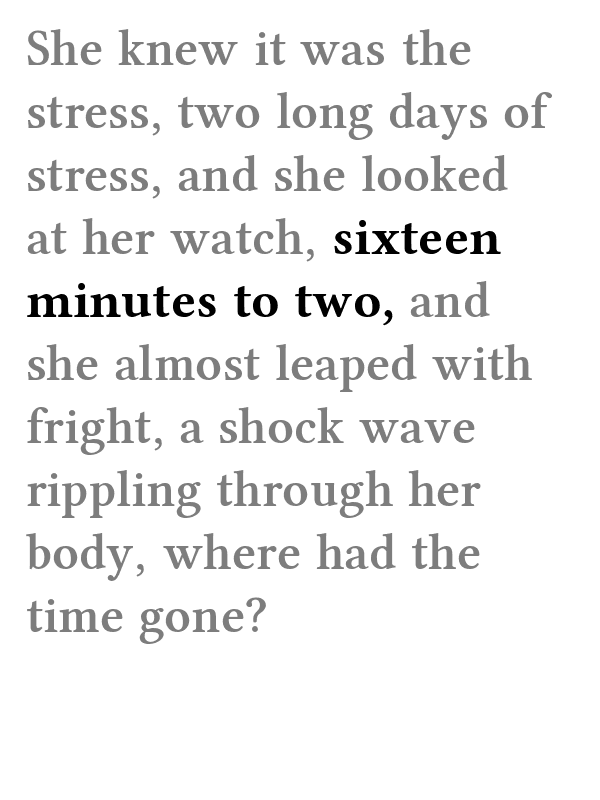 She knew it was the
stress, two long days of
stress, and she looked
at her watch, sixteen
minutes to two, and
she almost leaped with
fright, a shock wave
rippling through her
body, where had the
time gone?